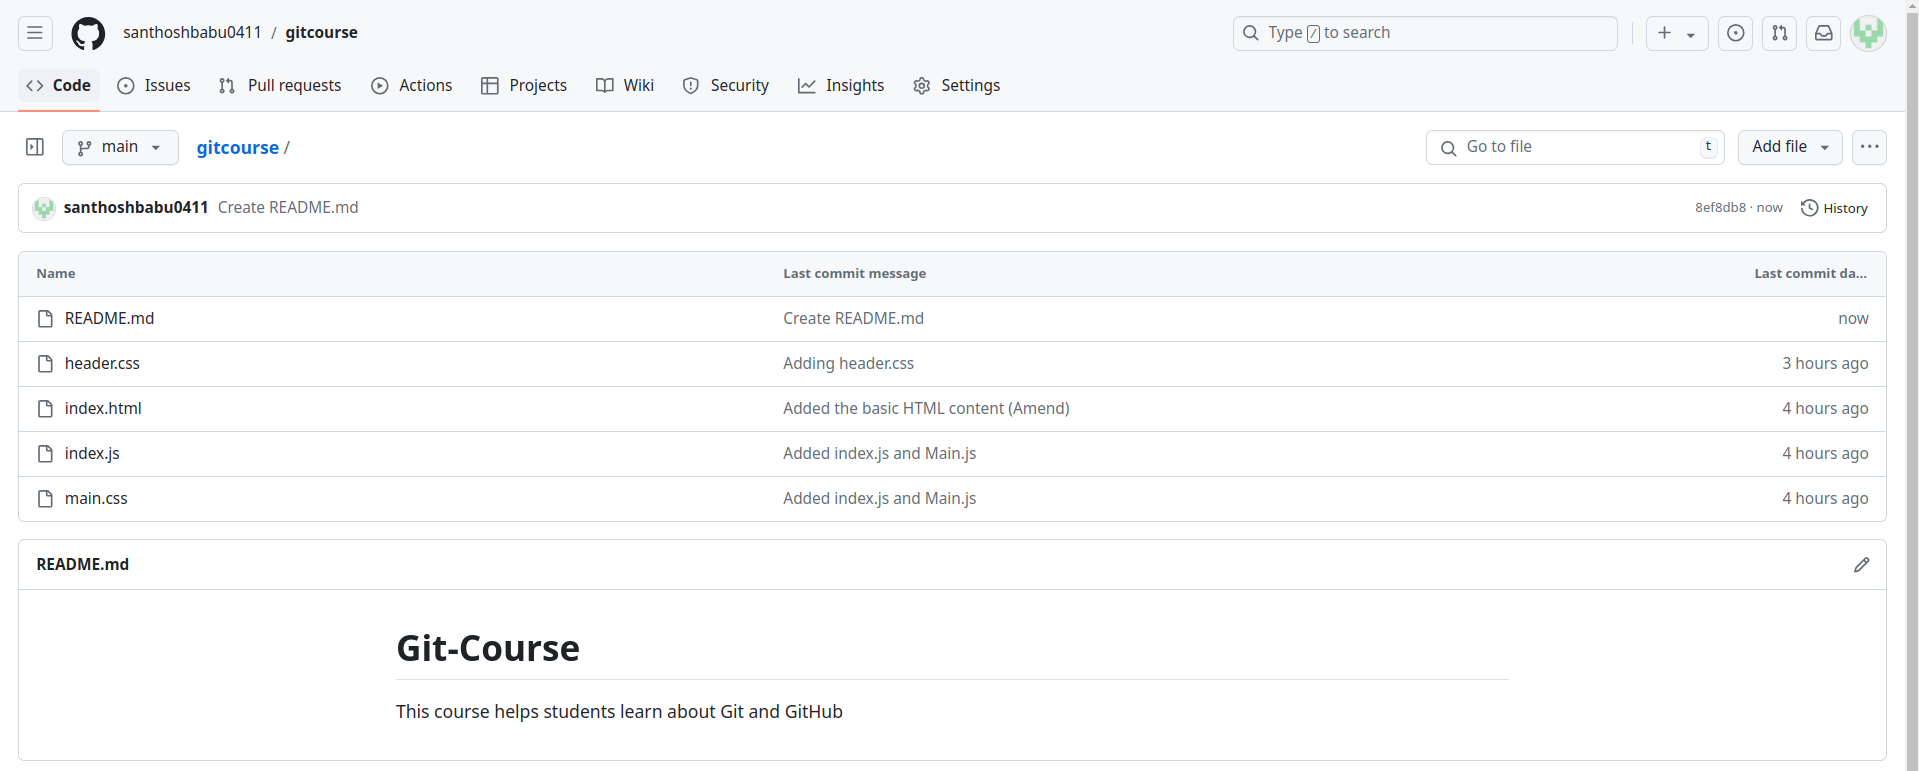 santhoshbabu0411 / gitcourse Type / to search
Code Issues Pull requests Actions Projects Wiki Security Insights Settings
main gitcourse / Go to file t Add file
santhoshbabu0411 Create README.md 8ef8db8 · now History
Name Last commit message Last commit da...
README.md Create README.md now
header.css Adding header.css 3 hours ago
index.html Added the basic HTML content (Amend) 4 hours ago
index.js Added index.js and Main.js 4 hours ago
main.css Added index.js and Main.js 4 hours ago
README.md
Git-Course
This course helps students learn about Git and GitHub